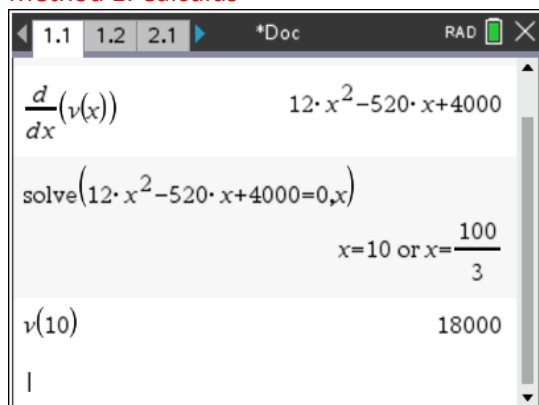 Method 2: Calculus
1.1 1.2 2.1 *Doc RAD
d/dx(v(x)) 12·x^2-520·x+4000
solve(12·x^2-520·x+4000=0,x)
x=10 or x=100/3
v(10) 18000